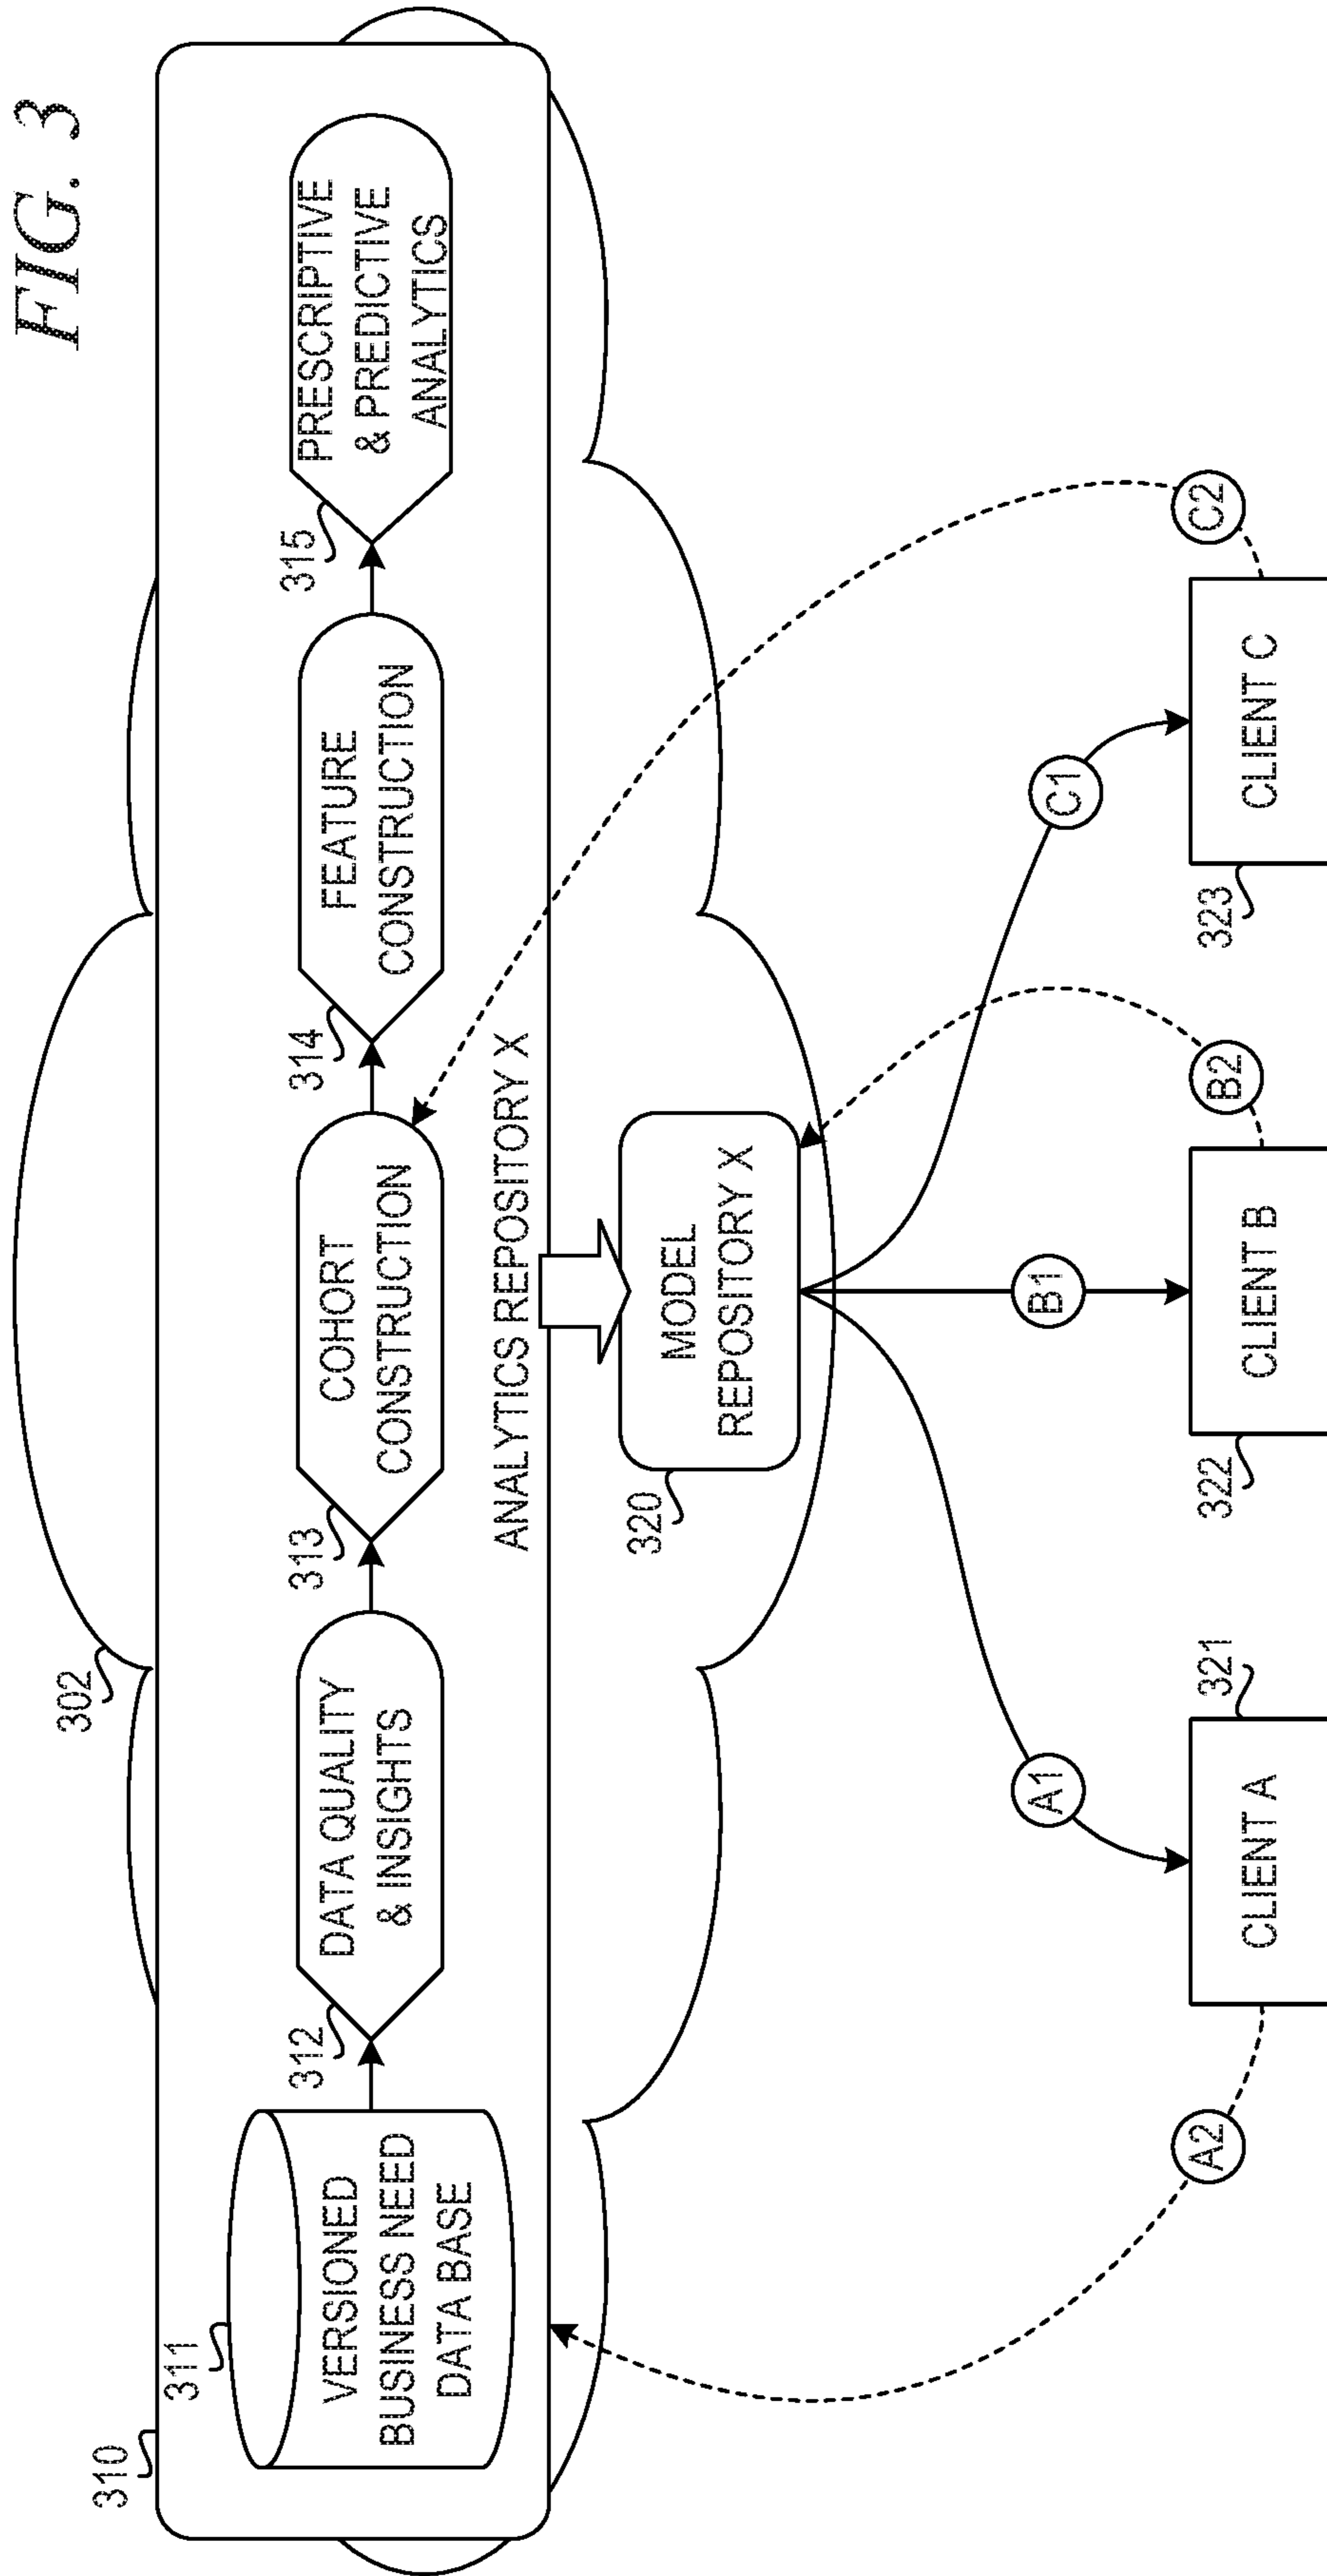 FIG. 3
302
310
311
VERSIONED
BUSINESS NEED
DATA BASE
312
DATA QUALITY
& INSIGHTS
313
COHORT
CONSTRUCTION
314
FEATURE
CONSTRUCTION
315
PRESCRIPTIVE
& PREDICTIVE
ANALYTICS
ANALYTICS REPOSITORY X
320
MODEL
REPOSITORY X
A1
B1
C1
A2
B2
C2
CLIENT A
321
322
CLIENT B
323
CLIENT C